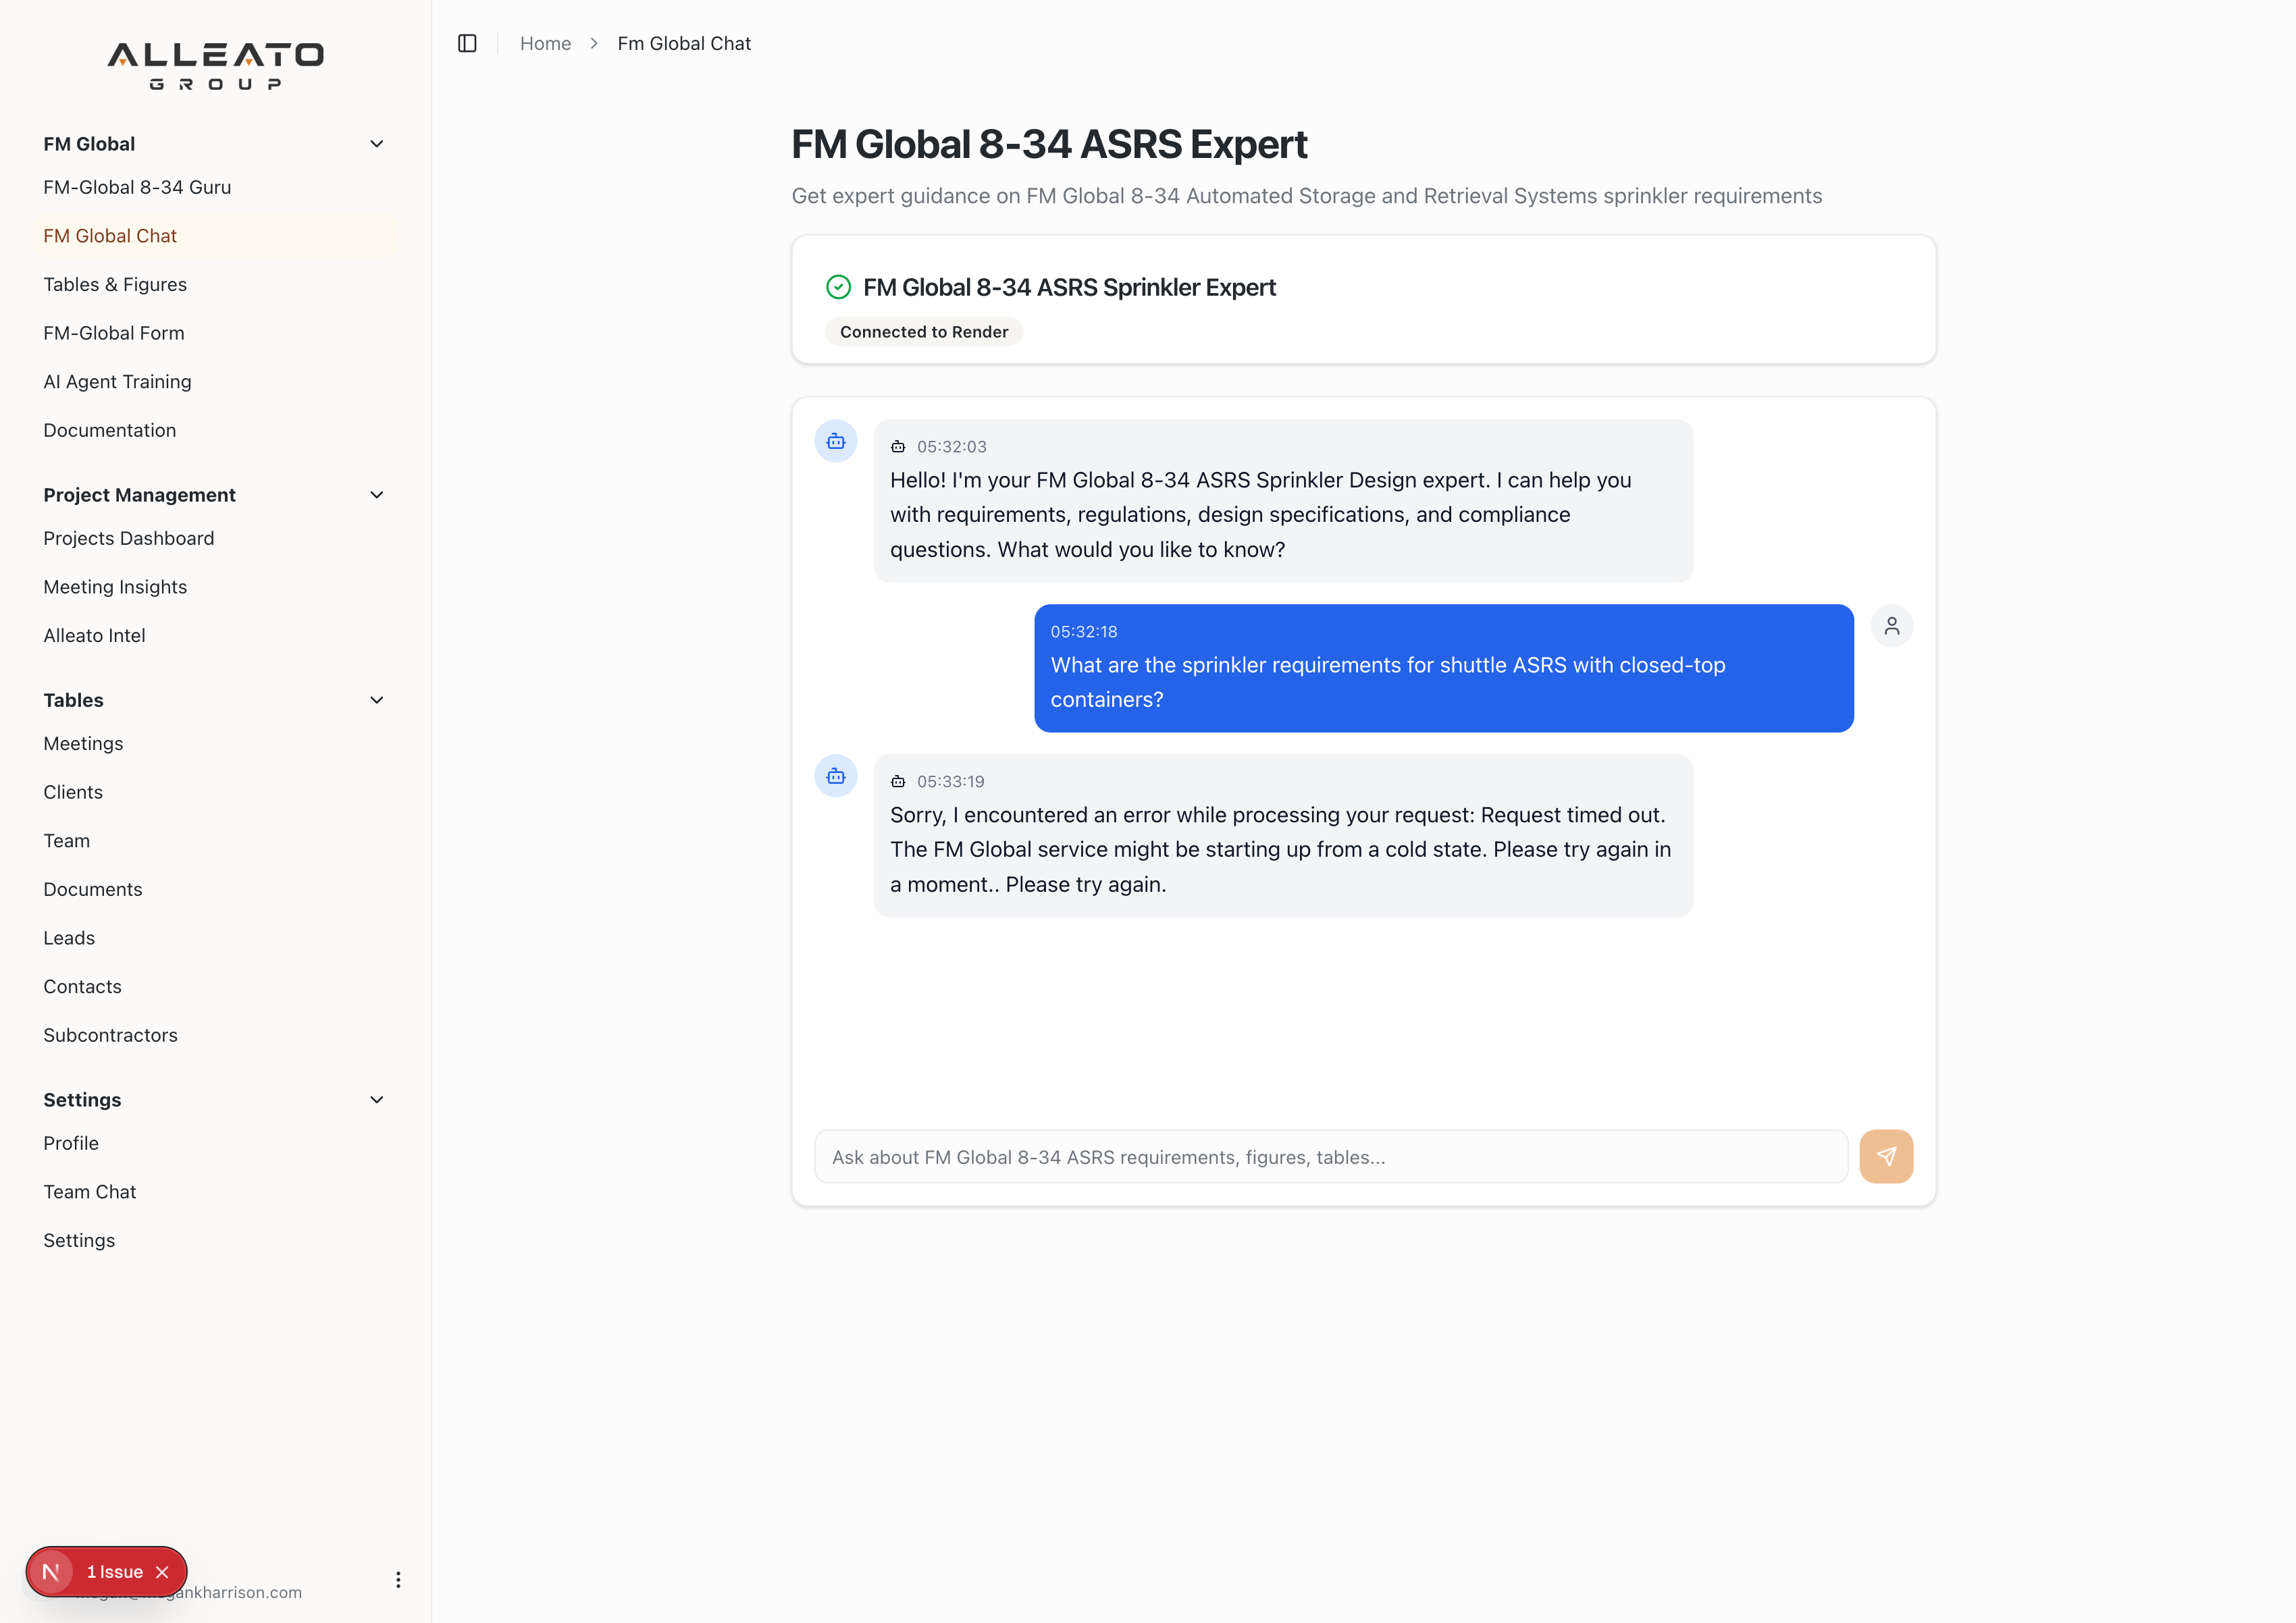 ALLEATO
GROUP
FM Global
FM-Global 8-34 Guru
FM Global Chat
Tables & Figures
FM-Global Form
AI Agent Training
Documentation
Project Management
Projects Dashboard
Meeting Insights
Alleato Intel
Tables
Meetings
Clients
Team
Documents
Leads
Contacts
Subcontractors
Settings
Profile
Team Chat
Settings
N 1 Issue
ankharrison.com
Home > Fm Global Chat
FM Global 8-34 ASRS Expert
Get expert guidance on FM Global 8-34 Automated Storage and Retrieval Systems sprinkler requirements
FM Global 8-34 ASRS Sprinkler Expert
Connected to Render
05:32:03
Hello! I'm your FM Global 8-34 ASRS Sprinkler Design expert. I can help you
with requirements, regulations, design specifications, and compliance
questions. What would you like to know?
05:32:18
What are the sprinkler requirements for shuttle ASRS with closed-top
containers?
05:33:19
Sorry, I encountered an error while processing your request: Request timed out.
The FM Global service might be starting up from a cold state. Please try again in
a moment.. Please try again.
Ask about FM Global 8-34 ASRS requirements, figures, tables...